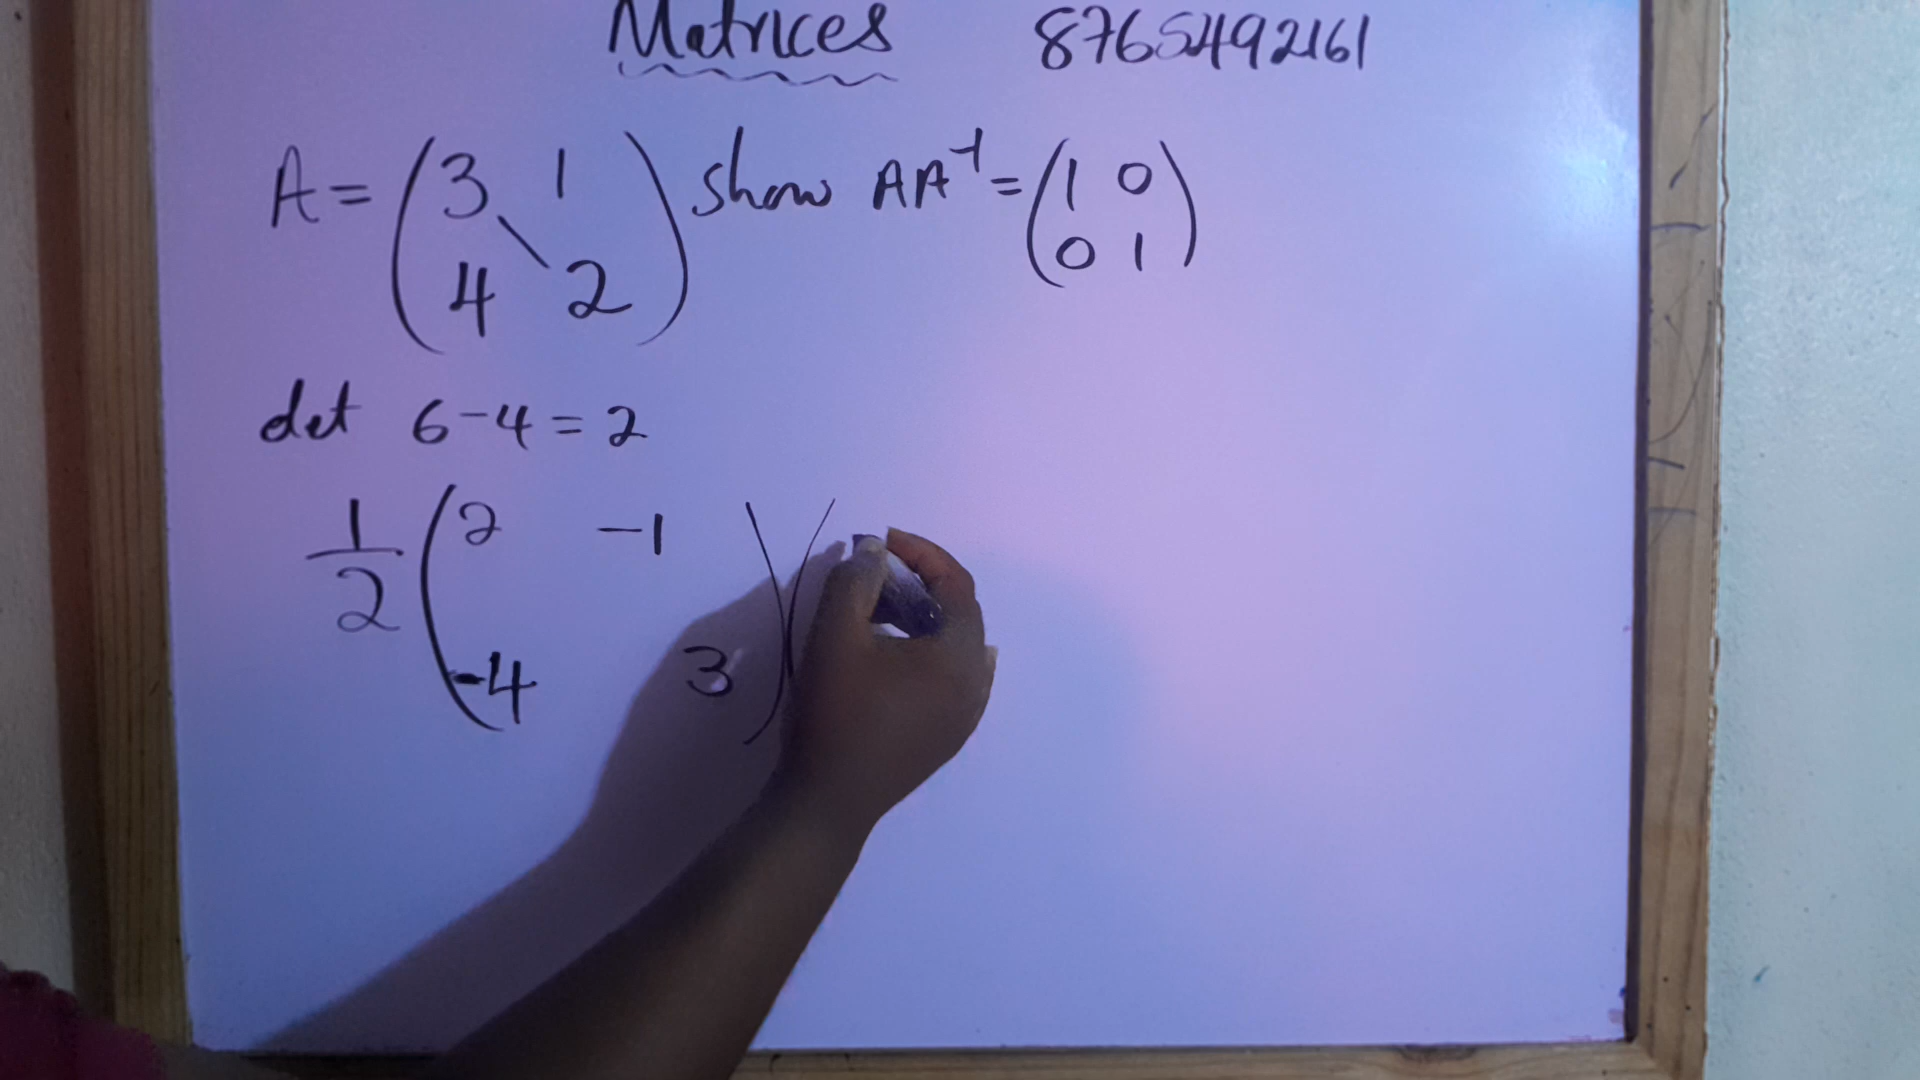 Matrices 8765492161
A = (3 1 show AA⁻¹ = (1 0
4 2) 0 1)
det 6-4 = 2
1/2 (2 -1
-4 3) (